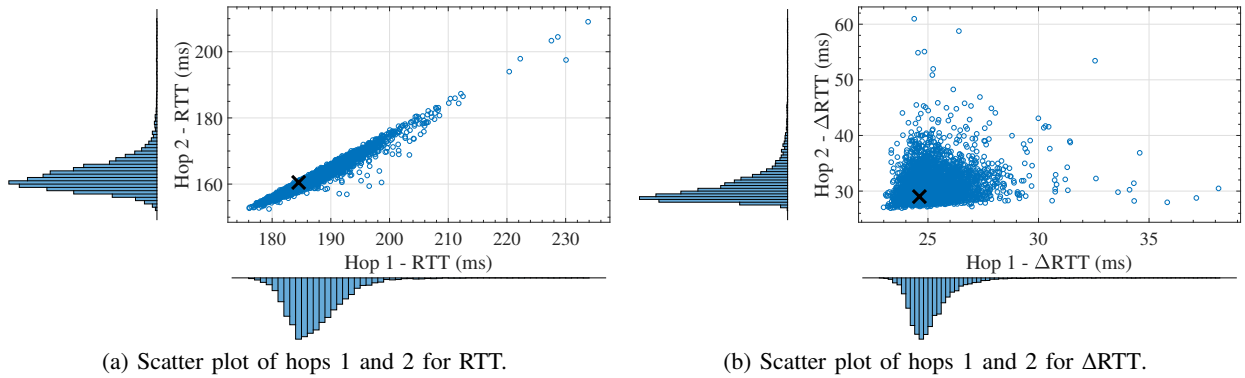 200
180
160
Hop 2 - RTT (ms)
180 190 200 210 220 230
Hop 1 - RTT (ms)
(a) Scatter plot of hops 1 and 2 for RTT.
60
50
40
30
Hop 2 - ΔRTT (ms)
25 30 35
Hop 1 - ΔRTT (ms)
(b) Scatter plot of hops 1 and 2 for ΔRTT.